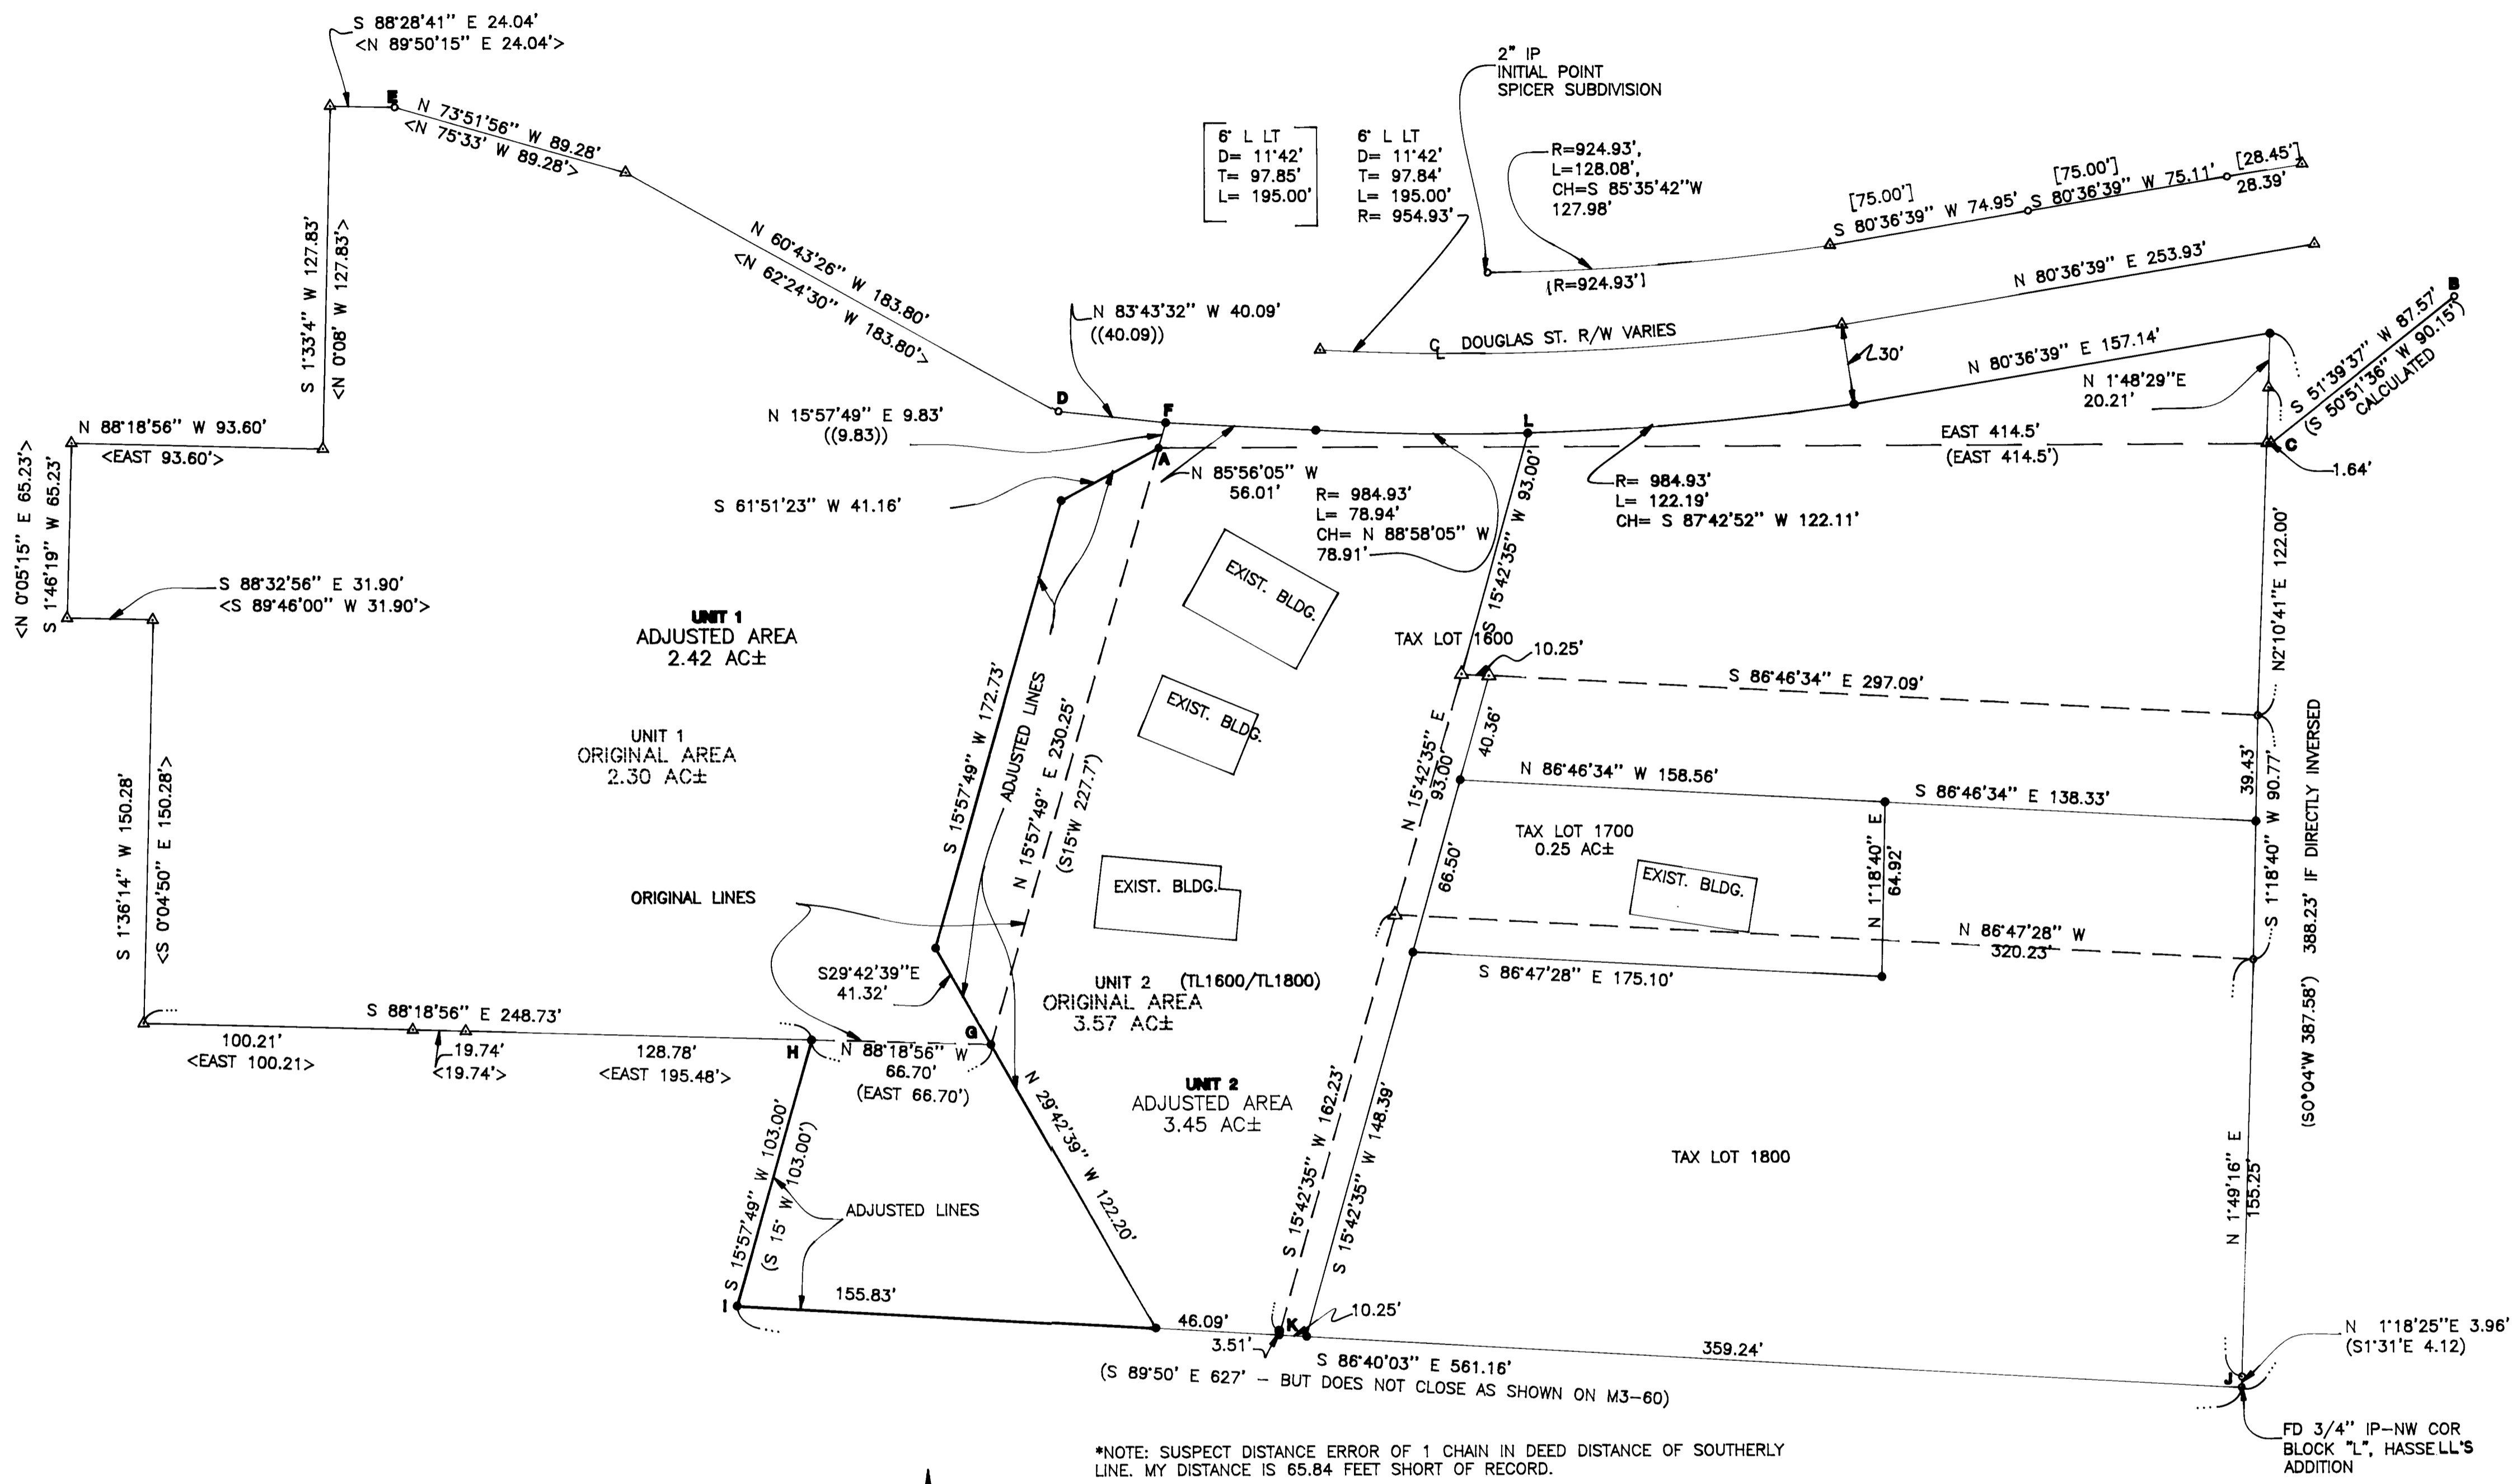 S 88°28'41" E 24.04'
<N 89°50'15" E 24.04'>
E
N 73°51'56" W 89.28'
<N 75°33' W 89.28'>
S 1°33'4" W 127.83'
<N 0°08' W 127.83'>
N 60°43'26" W 183.80'
<N 62°24'30" W 183.80'>
2" IP
INITIAL POINT
SPICER SUBDIVISION
6° L LT
D= 11°42'
T= 97.85'
L= 195.00'
6° L LT
D= 11°42'
T= 97.84'
L= 195.00'
R= 954.93'
R=924.93',
L=128.08',
CH=S 85°35'42"W
127.98'
[R=924.93']
[75.00']
S 80°36'39" W 74.95'
[75.00']
S 80°36'39" W 75.11'
[28.45']
28.39'
N 80°36'39" E 253.93'
CL DOUGLAS ST. R/W VARIES
30'
N 80°36'39" E 157.14'
N 1°48'29"E
20.21'
B
S 51°39'37" W 87.57'
(S 50°51'36" W 90.15')
CALCULATED
C
1.64'
EAST 414.5'
(EAST 414.5')
N 83°43'32" W 40.09'
((40.09))
D
F
L
A
N 15°57'49" E 9.83'
((9.83))
S 61°51'23" W 41.16'
N 85°56'05" W
56.01'
R= 984.93'
L= 78.94'
CH= N 88°58'05" W
78.91'
R= 984.93'
L= 122.19'
CH= S 87°42'52" W 122.11'
N 88°18'56" W 93.60'
<EAST 93.60'>
<N 0°05'15" E 65.23'>
S 1°46'19" W 65.23'
S 88°32'56" E 31.90'
<S 89°46'00" W 31.90'>
S 1°36'14" W 150.28'
<S 0°04'50" E 150.28'>
UNIT 1
ADJUSTED AREA
2.42 AC±
UNIT 1
ORIGINAL AREA
2.30 AC±
ORIGINAL LINES
S 15°57'49" W 172.73'
ADJUSTED LINES
N 15°57'49" E 230.25'
(S15°W 227.7')
EXIST. BLDG.
EXIST. BLDG.
EXIST. BLDG.
EXIST. BLDG.
S 15°42'35" W 93.00'
TAX LOT 1600
10.25'
S 86°46'34" E 297.09'
N2°10'41"E 122.00'
N 15°42'35" E
93.00'
40.36'
N 86°46'34" W 158.56'
S 86°46'34" E 138.33'
39.43'
S 1°18'40" W 90.77'
(S0°04'W 387.58') 388.23' IF DIRECTLY INVERSED
TAX LOT 1700
0.25 AC±
66.50'
N 1°18'40" E
64.92'
N 86°47'28" W
320.23'
S 86°47'28" E 175.10'
S29°42'39"E
41.32'
UNIT 2 (TL1600/TL1800)
ORIGINAL AREA
3.57 AC±
S 88°18'56" E 248.73'
100.21'
<EAST 100.21>
19.74'
<19.74'>
128.78'
<EAST 195.48'>
H
G
N 88°18'56" W
66.70'
(EAST 66.70')
N 29°42'39" W 122.20'
UNIT 2
ADJUSTED AREA
3.45 AC±
S 15°42'35" W 162.23'
S 15°42'35" W 148.39'
TAX LOT 1800
N 1°49'16" E
155.25'
S 15°57'49" W 103.00'
(S 15° W 103.00')
ADJUSTED LINES
I
155.83'
46.09'
3.51'
K
10.25'
S 86°40'03" E 561.16'
(S 89°50' E 627' – BUT DOES NOT CLOSE AS SHOWN ON M3-60)
359.24'
J
N 1°18'25"E 3.96'
(S1°31'E 4.12)
FD 3/4" IP-NW COR
BLOCK "L", HASSELL'S
ADDITION
*NOTE: SUSPECT DISTANCE ERROR OF 1 CHAIN IN DEED DISTANCE OF SOUTHERLY
LINE. MY DISTANCE IS 65.84 FEET SHORT OF RECORD.